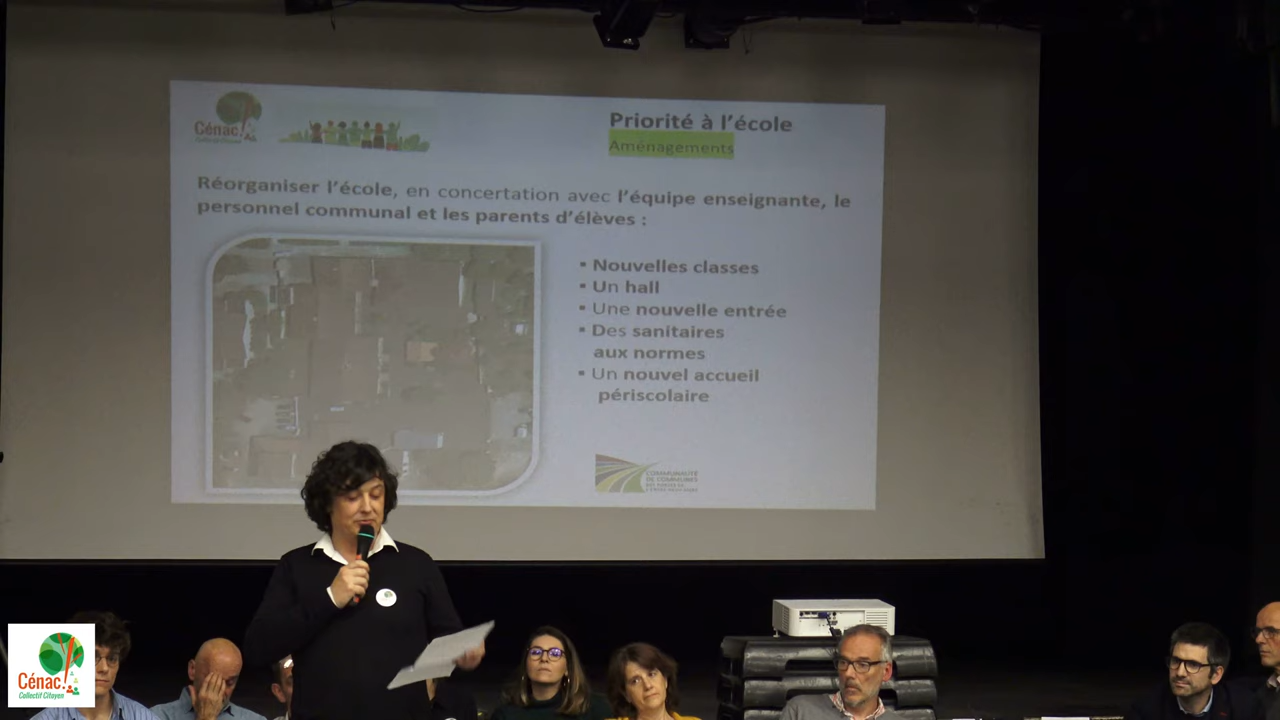 Cénac!
Collectif Citoyen
Priorité à l'école
Aménagements
Réorganiser l'école, en concertation avec l'équipe enseignante, le
personnel communal et les parents d'élèves :
▪ Nouvelles classes
▪ Un hall
▪ Une nouvelle entrée
▪ Des sanitaires
aux normes
▪ Un nouvel accueil
périscolaire
COMMUNAUTÉ
DE COMMUNES
Cénac!
Collectif Citoyen